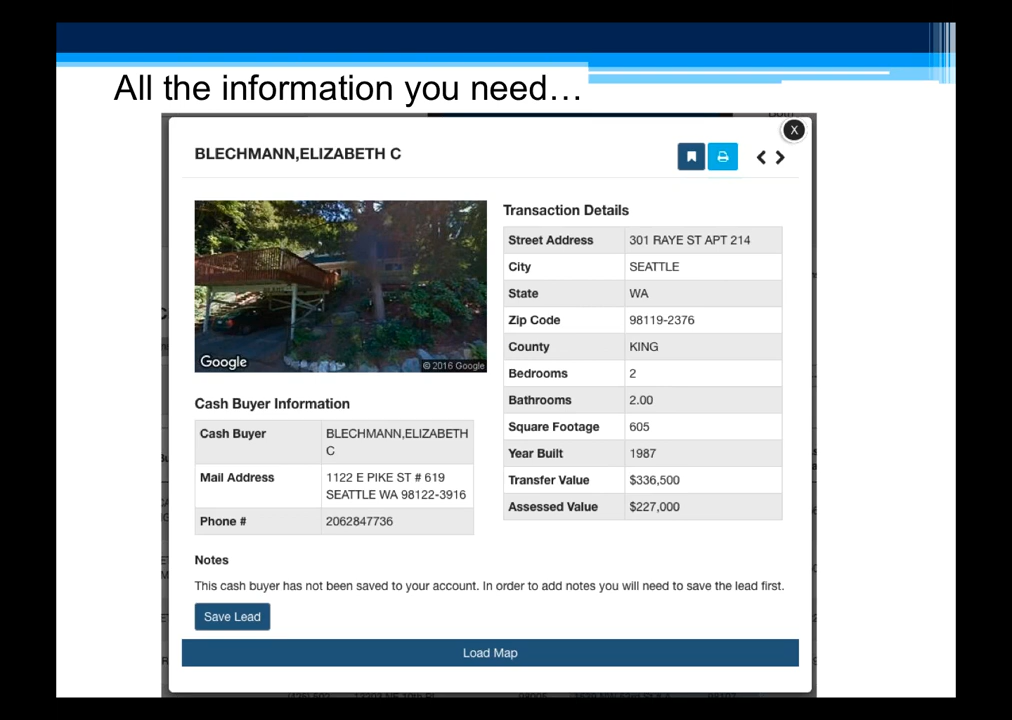 All the information you need…
X
BLECHMANN,ELIZABETH C
Google
© 2016 Google
Transaction Details
Street Address 301 RAYE ST APT 214
City SEATTLE
State WA
Zip Code 98119-2376
County KING
Bedrooms 2
Bathrooms 2.00
Square Footage 605
Year Built 1987
Transfer Value $336,500
Assessed Value $227,000
Cash Buyer Information
Cash Buyer BLECHMANN,ELIZABETH
C
Mail Address 1122 E PIKE ST # 619
SEATTLE WA 98122-3916
Phone # 2062847736
Notes
This cash buyer has not been saved to your account. In order to add notes you will need to save the lead first.
Save Lead
Load Map